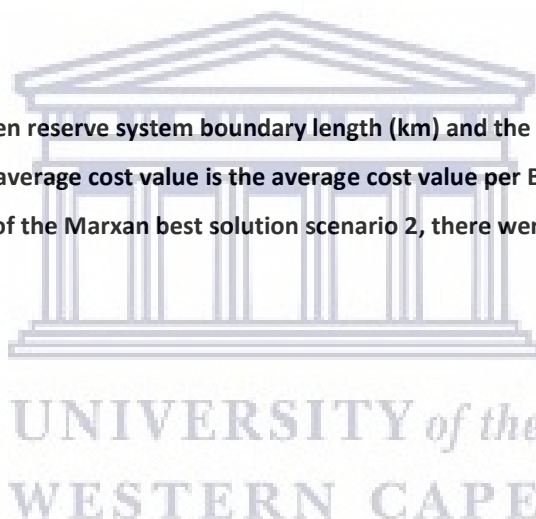 en reserve system boundary length (km) and the
average cost value is the average cost value per B
of the Marxan best solution scenario 2, there wer
UNIVERSITY of the
WESTERN CAPE